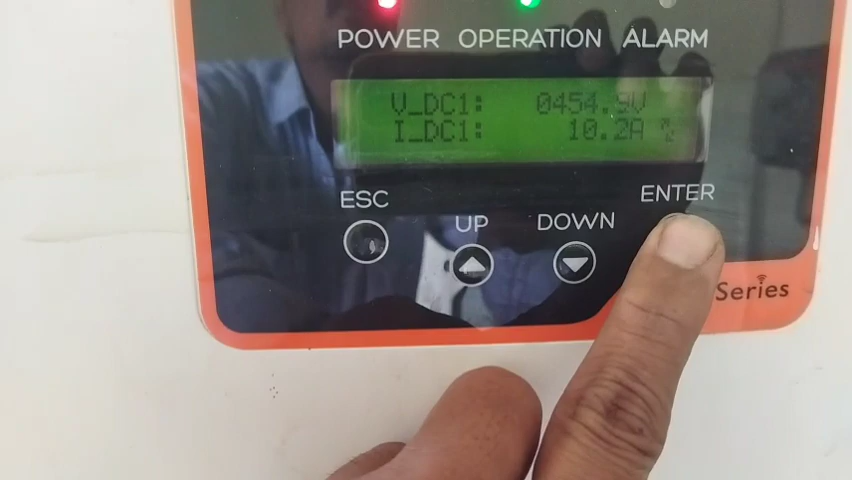 POWER OPERATION ALARM
V_DC1: 0454.9V
I_DC1: 10.2A
ESC UP DOWN ENTER
Series